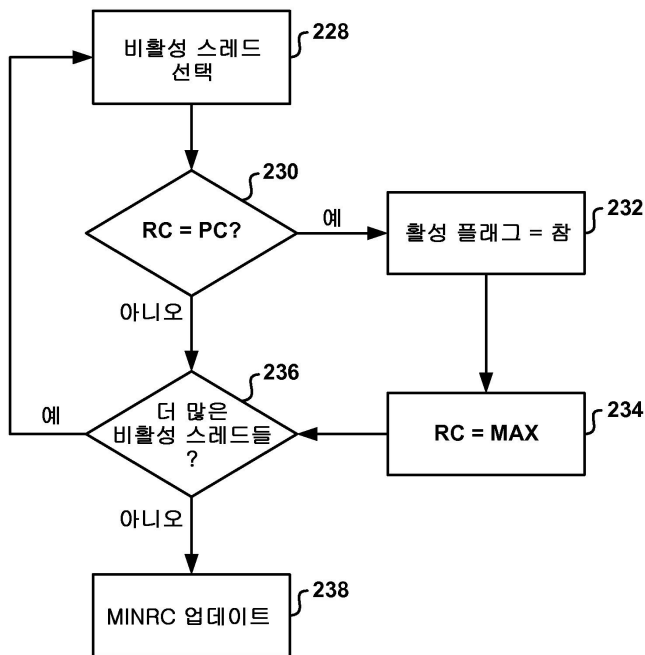 비활성 스레드
선택
228
230
RC = PC?
예
활성 플래그 = 참
232
아니오
236
더 많은
비활성 스레드들
?
예
RC = MAX
234
아니오
MINRC 업데이트
238